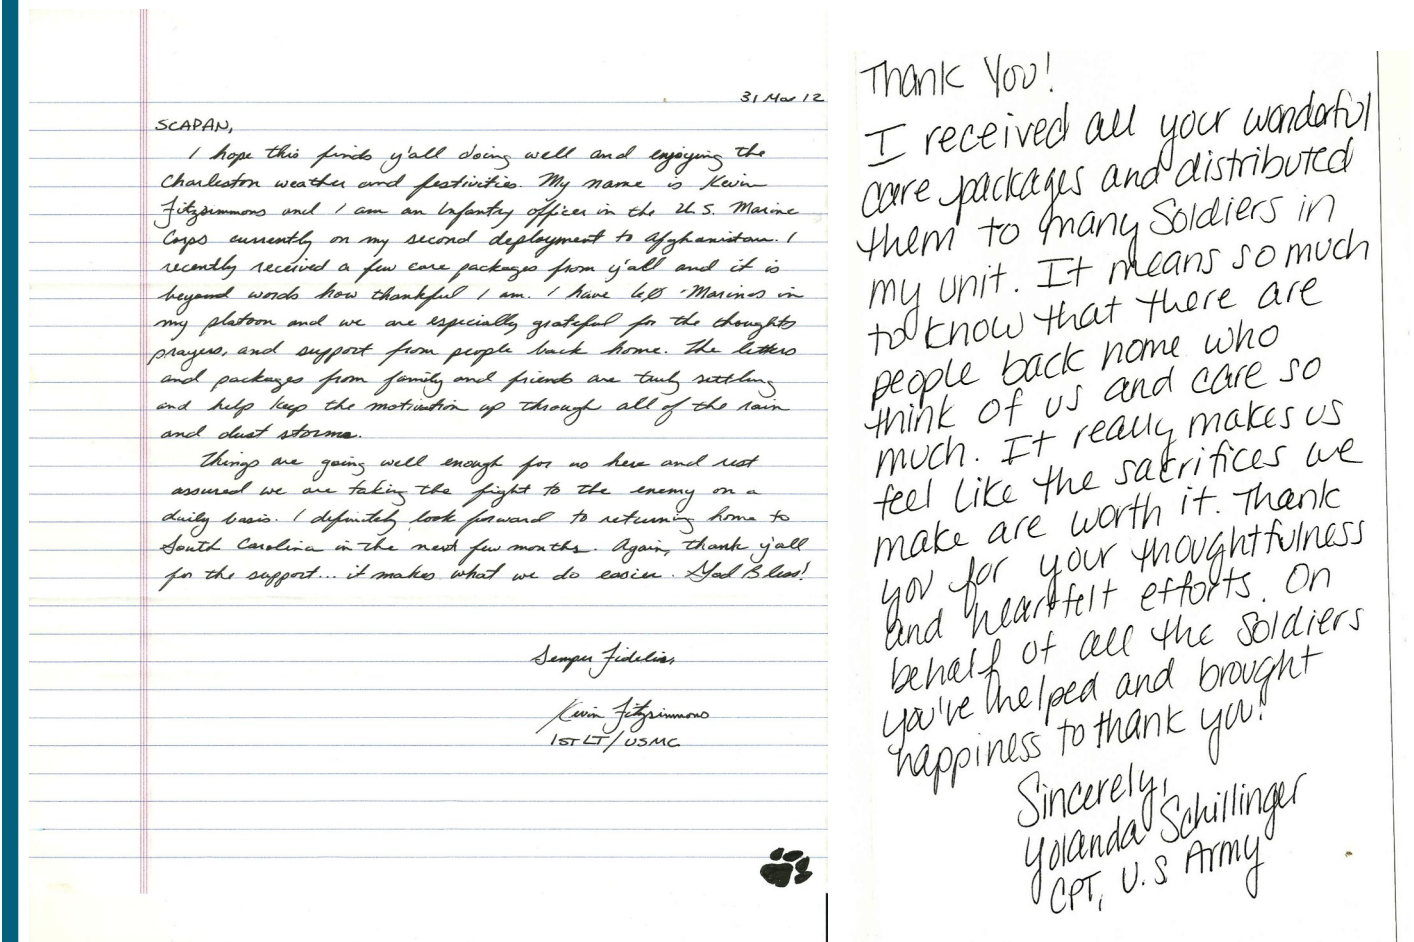 31 Mar 12
SCAPAN,
I hope this finds y'all doing well and enjoying the
Charleston weather and festivities. My name is Kevin
Fitzsimmons and I am an Infantry officer in the U.S. Marine
Corps currently on my second deployment to Afghanistan. I
recently received a few care packages from y'all and it is
beyond words how thankful I am. I have 60 Marines in
my platoon and we are especially grateful for the thoughts
prayers, and support from people back home. The letters
and packages from family and friends are truly settling
and help keep the motivation up through all of the rain
and dust storms.
Things are going well enough for us here and rest
assured we are taking the fight to the enemy on a
daily basis. I definitely look forward to returning home to
South Carolina in the next few months. Again, thank y'all
for the support... it makes what we do easier. God Bless!
Semper Fidelis,
Kevin Fitzsimmons
1ST LT/USMC
Thank You!
I received all your wonderful
care packages and distributed
them to many Soldiers in
my unit. It means so much
to know that there are
people back home who
think of us and care so
much. It really makes us
feel like the sacrifices we
make are worth it. Thank
you for your thoughtfulness
and heartfelt efforts. On
behalf of all the Soldiers
you've helped and brought
happiness to thank you!
Sincerely,
Yolanda Schillinger
CPT, U.S Army